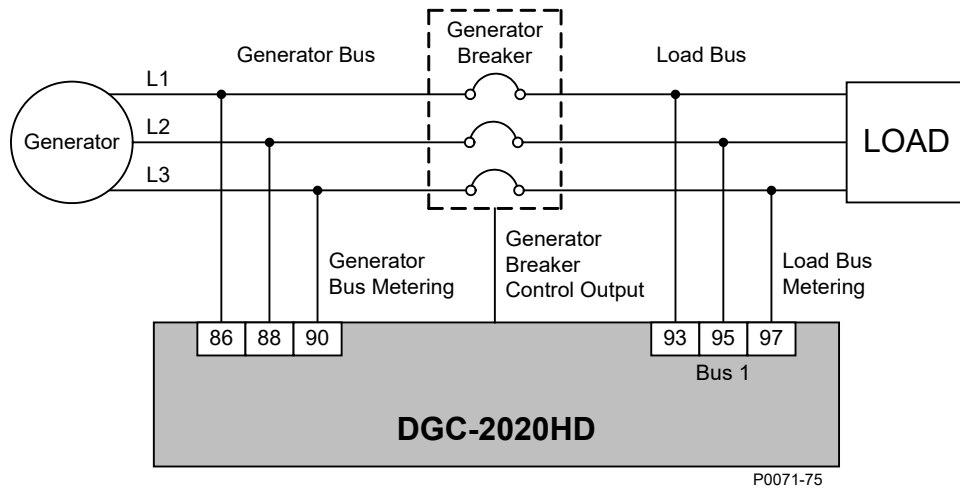 Generator
Breaker
Generator Bus
Load Bus
L1
L2
L3
Generator
LOAD
Generator
Bus Metering
Generator
Breaker
Control Output
Load Bus
Metering
86 88 90
93 95 97
Bus 1
DGC-2020HD
P0071-75